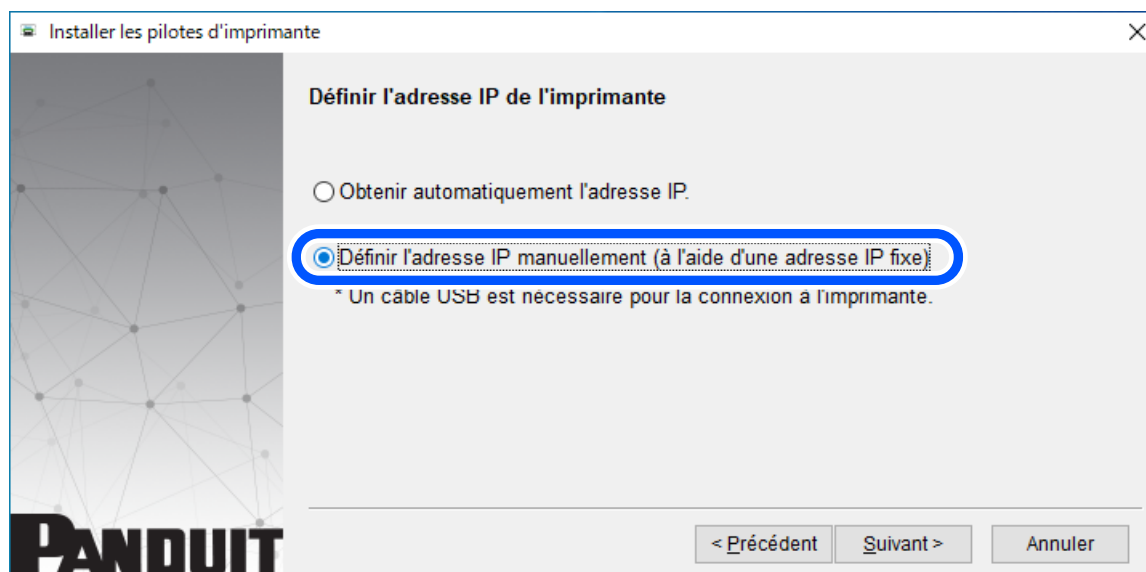 Installer les pilotes d'imprimante
Définir l'adresse IP de l'imprimante
Obtenir automatiquement l'adresse IP.
Définir l'adresse IP manuellement (à l'aide d'une adresse IP fixe)
* Un câble USB est nécessaire pour la connexion à l'imprimante.
PANDUIT
< Précédent Suivant > Annuler